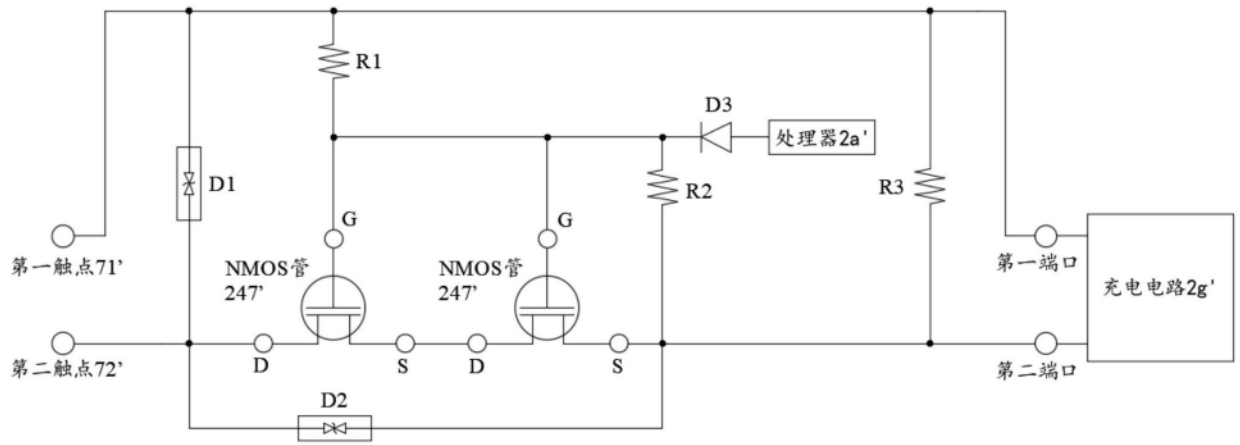 R1
D3
处理器2a'
D1
R2
R3
G
G
第一触点71'
NMOS管
247'
NMOS管
247'
第一端口
充电电路2g'
第二触点72'
D
S
D
S
第二端口
D2